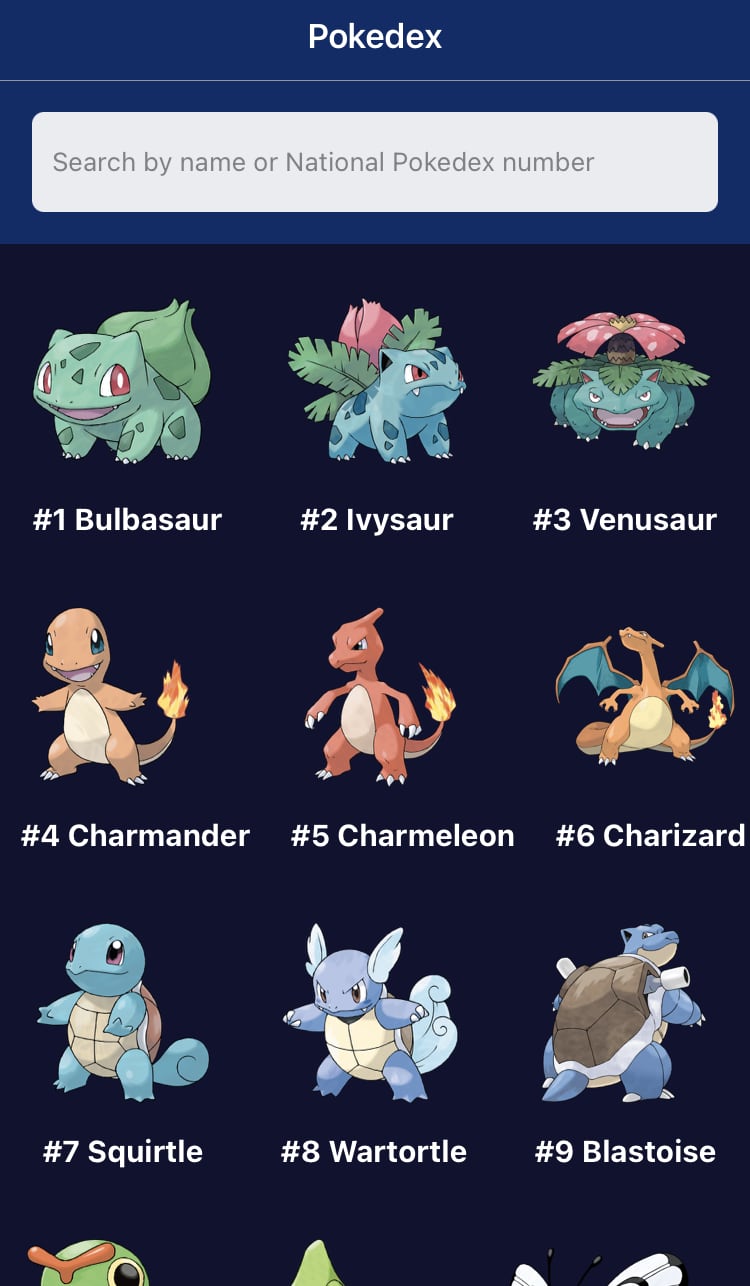 Pokedex
Search by name or National Pokedex number
#1 Bulbasaur
#2 Ivysaur
#3 Venusaur
#4 Charmander
#5 Charmeleon
#6 Charizard
#7 Squirtle
#8 Wartortle
#9 Blastoise